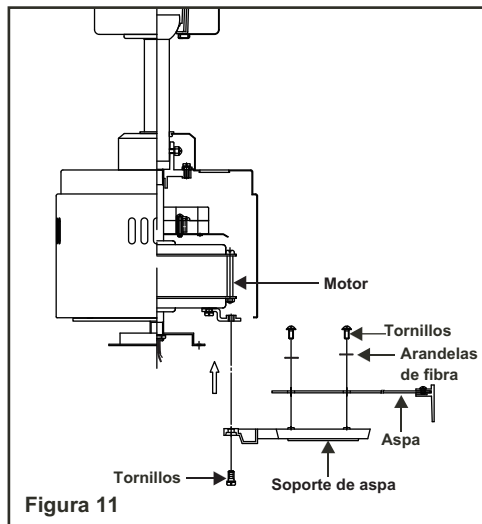 Motor
Tornillos
Arandelas
de fibra
Aspa
Soporte de aspa
Tornillos
Figura 11